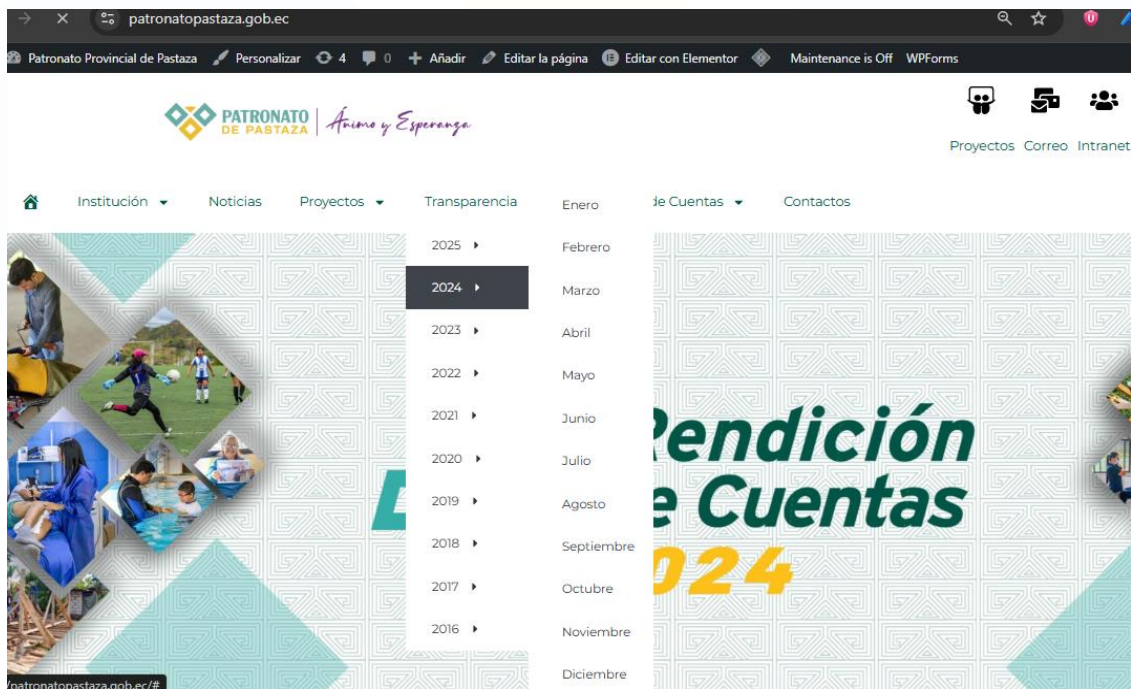 patronatopastaza.gob.ec
Patronato Provincial de Pastaza Personalizar 4 0 Añadir Editar la página Editar con Elementor Maintenance is Off WPForms
PATRONATO
DE PASTAZA
Ánimo y Esperanza
Proyectos Correo Intranet
Institución Noticias Proyectos Transparencia de Cuentas Contactos
2025
2024
2023
2022
2021
2020
2019
2018
2017
2016
Enero
Febrero
Marzo
Abril
Mayo
Junio
Julio
Agosto
Septiembre
Octubre
Noviembre
Diciembre
Rendición
D e Cuentas
024
/patronatopastaza.gob.ec/#